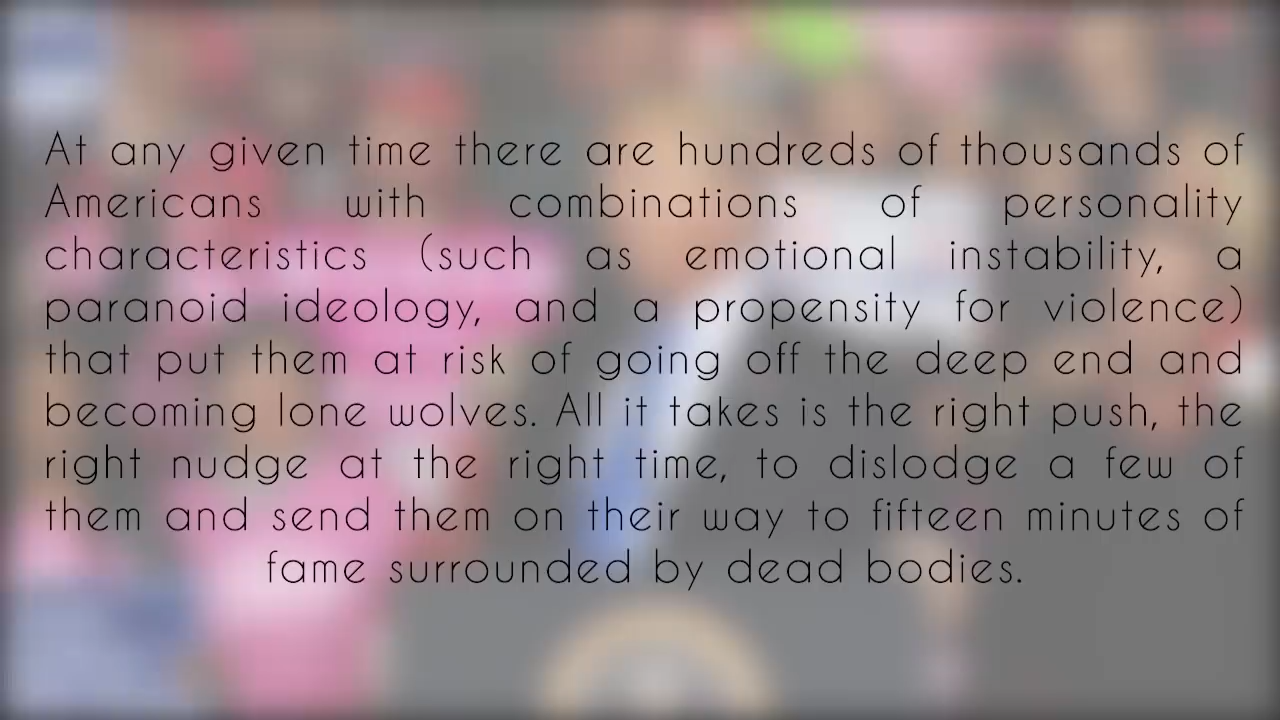 At any given time there are hundreds of thousands of
Americans with combinations of personality
characteristics (such as emotional instability, a
paranoid ideology, and a propensity for violence)
that put them at risk of going off the deep end and
becoming lone wolves. All it takes is the right push, the
right nudge at the right time, to dislodge a few of
them and send them on their way to fifteen minutes of
fame surrounded by dead bodies.